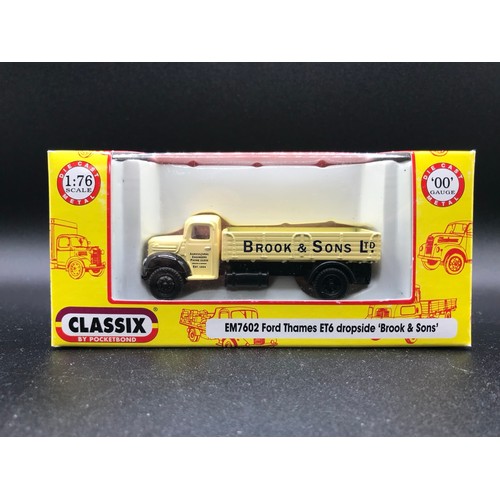 DIE CAST
1:76
SCALE
METAL
DIE CAST
'00'
GAUGE
METAL
BROOK & SONS LTD
CLASSIX
BY POCKETBOND
EM7602 Ford Thames ET6 dropside 'Brook & Sons'